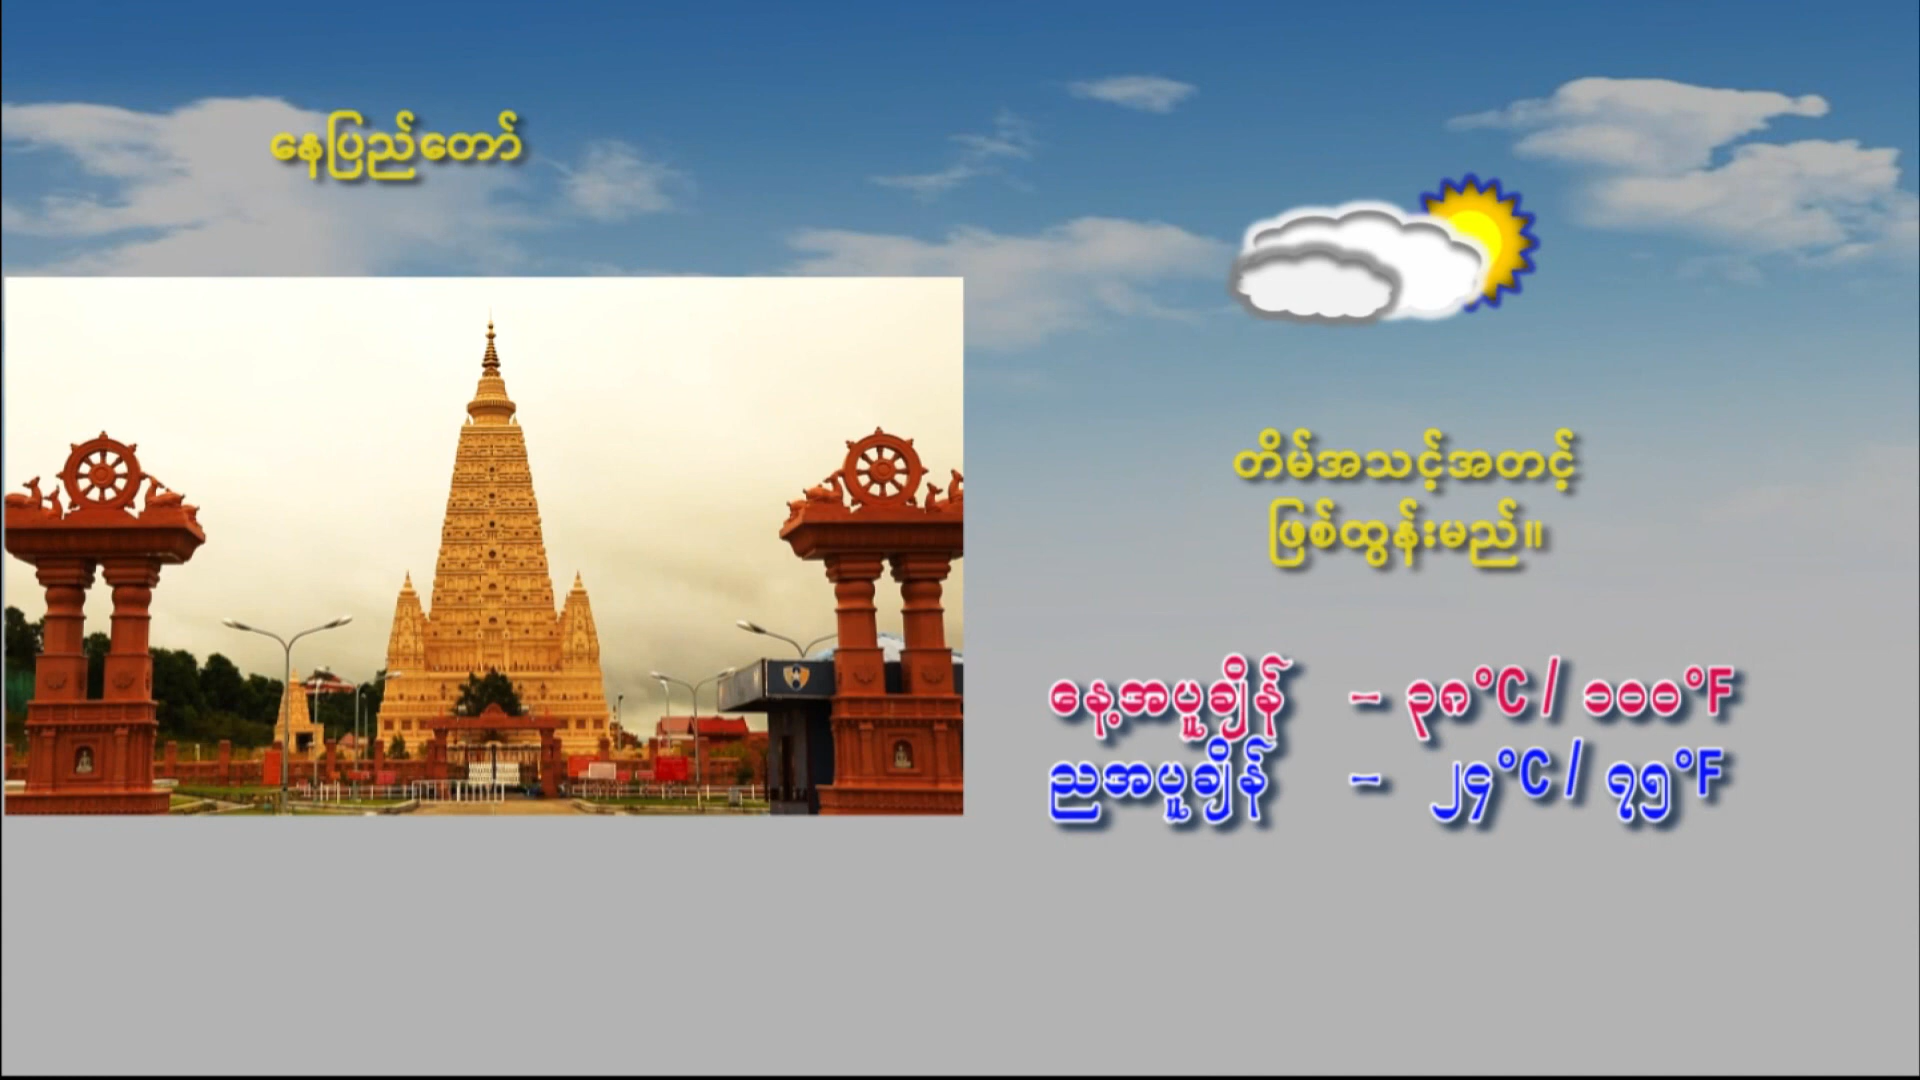 နေပြည်တော်
တိမ်အသင့်အတင့်
ဖြစ်ထွန်းမည်။
နေ့အပူချိန် – ၃၈°C / ၁၀၀°F
ညအပူချိန် – ၂၄°C / ၇၅°F